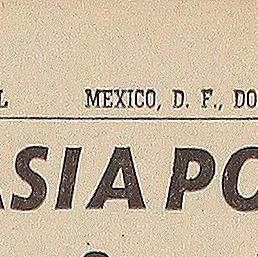 L MEXICO, D. F., DO
ASIA PO